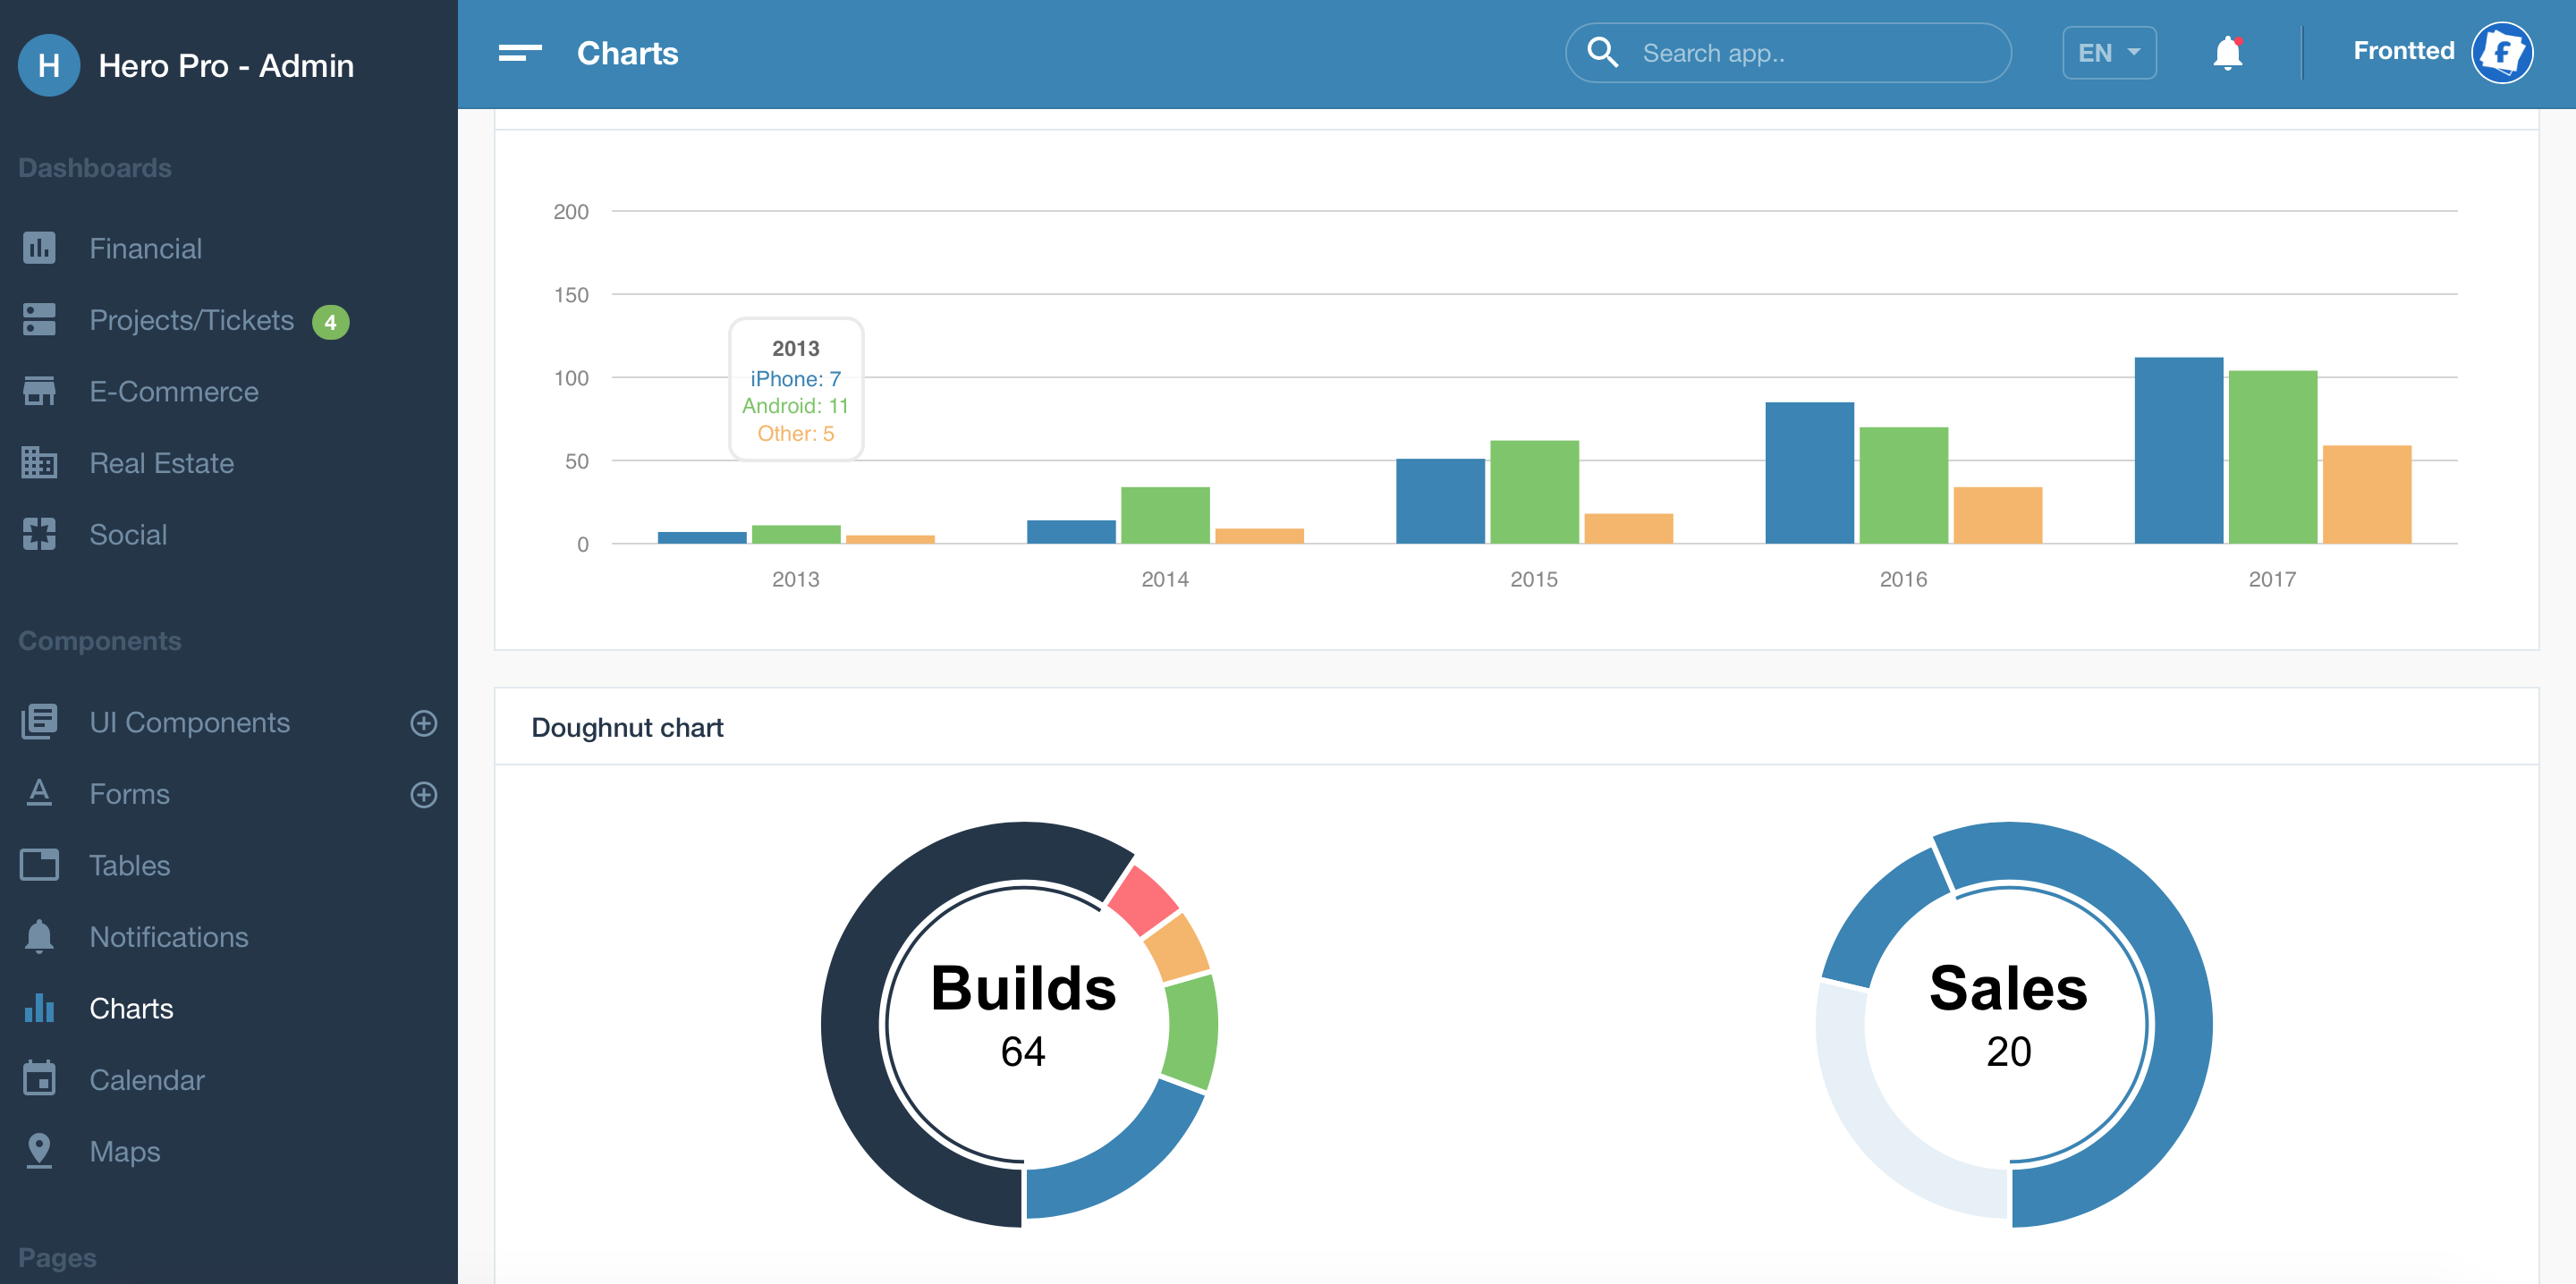 H Hero Pro - Admin
Dashboards
Financial
Projects/Tickets 4
E-Commerce
Real Estate
Social
Components
UI Components
Forms
Tables
Notifications
Charts
Calendar
Maps
Pages
Charts
Search app..
EN
Frontted
f
200
150
100
50
0
2013
iPhone: 7
Android: 11
Other: 5
2013 2014 2015 2016 2017
Doughnut chart
Builds
64
Sales
20